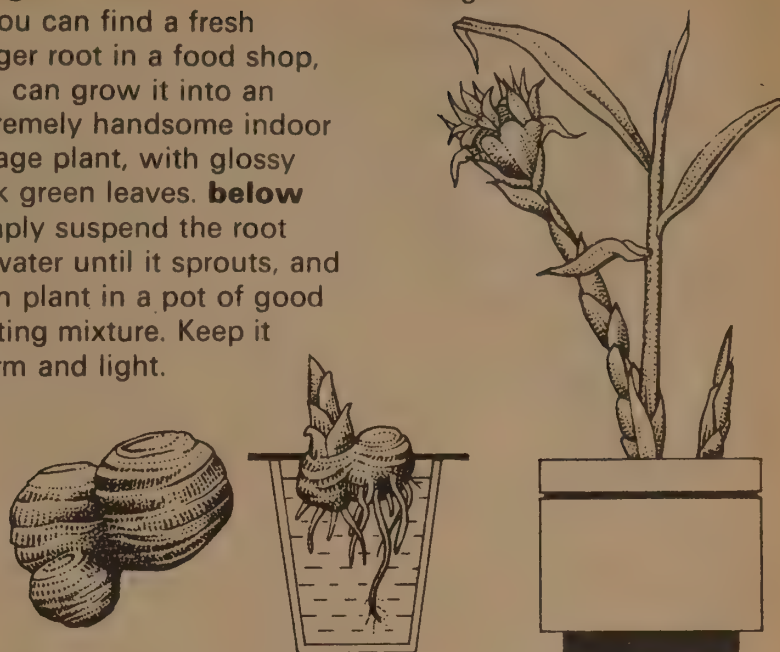 ou can find a fresh
ger root in a food shop,
can grow it into an
remely handsome indoor
age plant, with glossy
k green leaves. below
ply suspend the root
water until it sprouts, and
n plant in a pot of good
ting mixture. Keep it
rm and light.